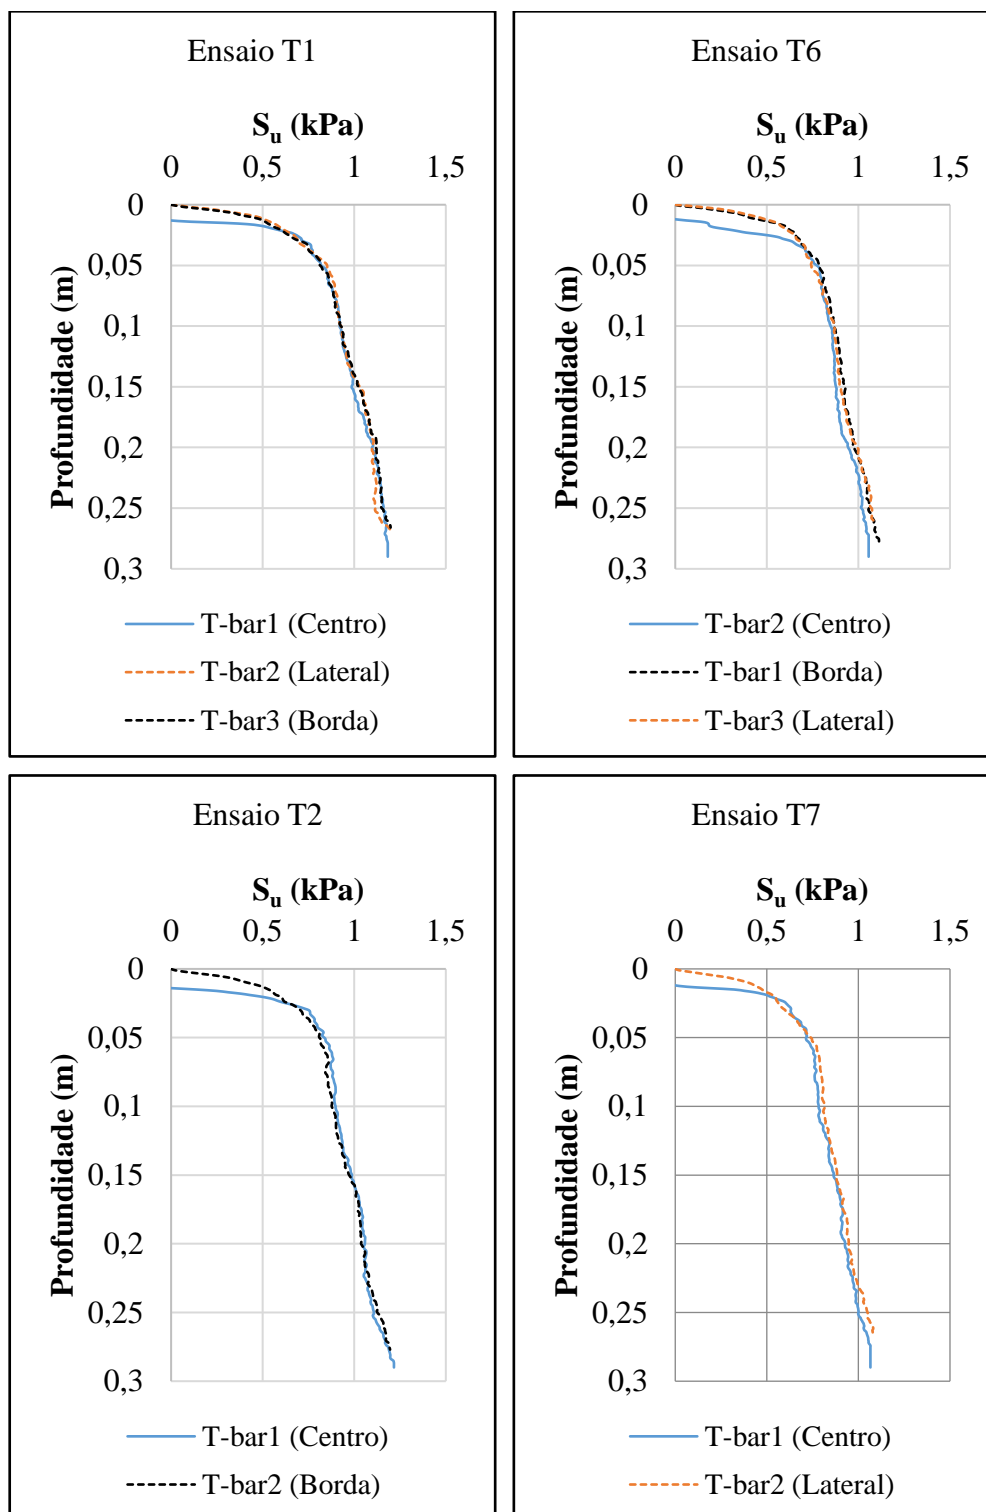 Ensaio T1
S_u (kPa)
0 0,5 1 1,5
0
0,05
0,1
0,15
0,2
0,25
0,3
Profundidade (m)
T-bar1 (Centro)
T-bar2 (Lateral)
T-bar3 (Borda)
Ensaio T6
S_u (kPa)
0 0,5 1 1,5
0
0,05
0,1
0,15
0,2
0,25
0,3
Profundidade (m)
T-bar2 (Centro)
T-bar1 (Borda)
T-bar3 (Lateral)
Ensaio T2
S_u (kPa)
0 0,5 1 1,5
0
0,05
0,1
0,15
0,2
0,25
0,3
Profundidade (m)
T-bar1 (Centro)
T-bar2 (Borda)
Ensaio T7
S_u (kPa)
0 0,5 1 1,5
0
0,05
0,1
0,15
0,2
0,25
0,3
Profundidade (m)
T-bar1 (Centro)
T-bar2 (Lateral)